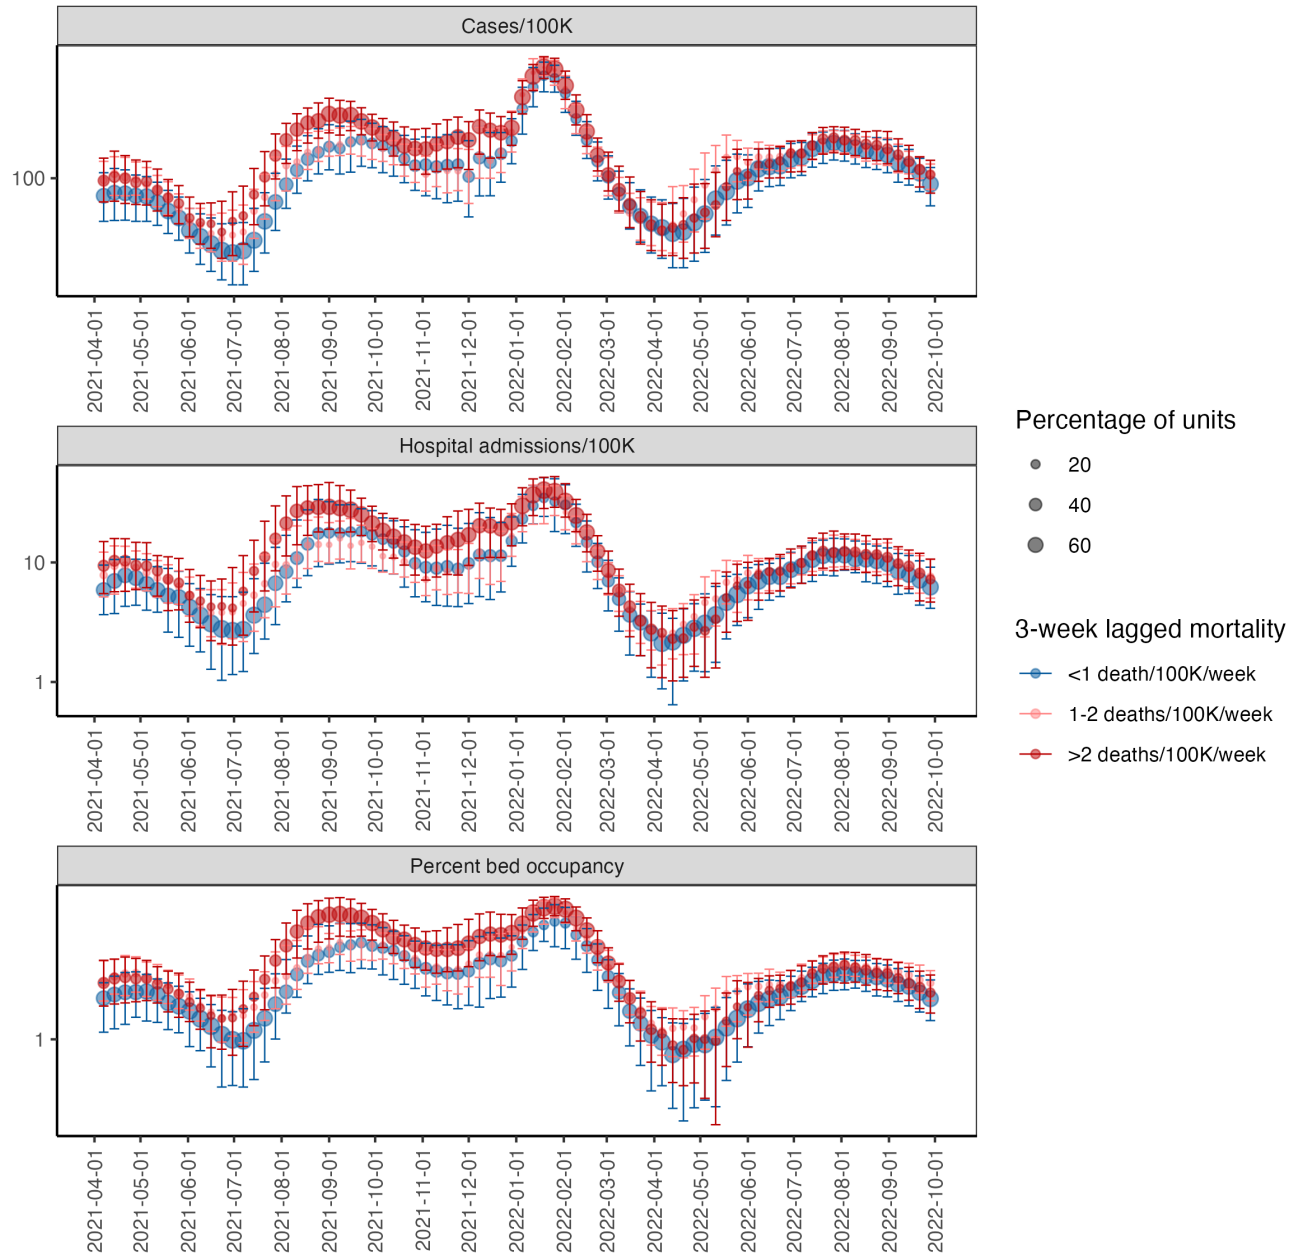 Cases/100K
100
2021-04-01 2021-05-01 2021-06-01 2021-07-01 2021-08-01 2021-09-01 2021-10-01 2021-11-01 2021-12-01 2022-01-01 2022-02-01 2022-03-01 2022-04-01 2022-05-01 2022-06-01 2022-07-01 2022-08-01 2022-09-01 2022-10-01
Hospital admissions/100K
10
1
2021-04-01 2021-05-01 2021-06-01 2021-07-01 2021-08-01 2021-09-01 2021-10-01 2021-11-01 2021-12-01 2022-01-01 2022-02-01 2022-03-01 2022-04-01 2022-05-01 2022-06-01 2022-07-01 2022-08-01 2022-09-01 2022-10-01
Percent bed occupancy
1
2021-04-01 2021-05-01 2021-06-01 2021-07-01 2021-08-01 2021-09-01 2021-10-01 2021-11-01 2021-12-01 2022-01-01 2022-02-01 2022-03-01 2022-04-01 2022-05-01 2022-06-01 2022-07-01 2022-08-01 2022-09-01 2022-10-01
Percentage of units
20
40
60
3-week lagged mortality
<1 death/100K/week
1-2 deaths/100K/week
>2 deaths/100K/week